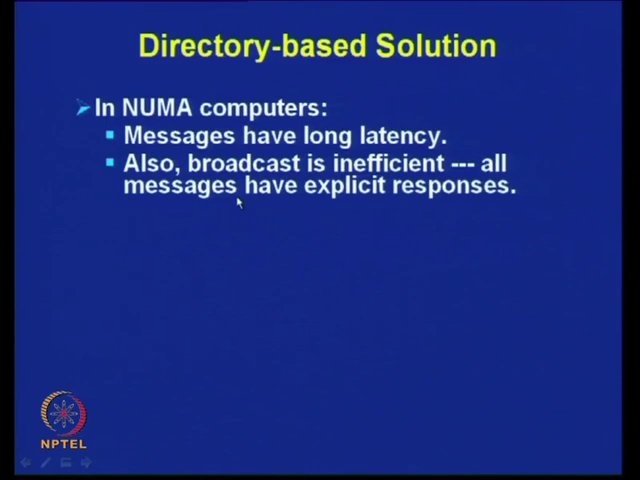 Directory-based Solution
In NUMA computers:
Messages have long latency.
Also, broadcast is inefficient --- all
messages have explicit responses.
NPTEL